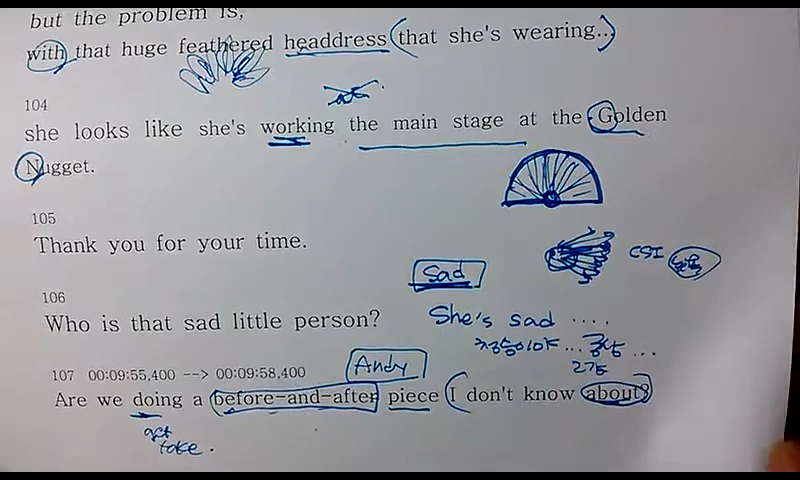 but the problem is,
with that huge feathered headdress (that she's wearing..)
104
she looks like she's working the main stage at the Golden
Nugget.
105
Thank you for your time.
CSI
Sad
106
Who is that sad little person?
She's sad ....
107 00:09:55,400 --> 00:09:58,400
Andy
Are we doing a before-and-after piece (I don't know about?)
get
take.